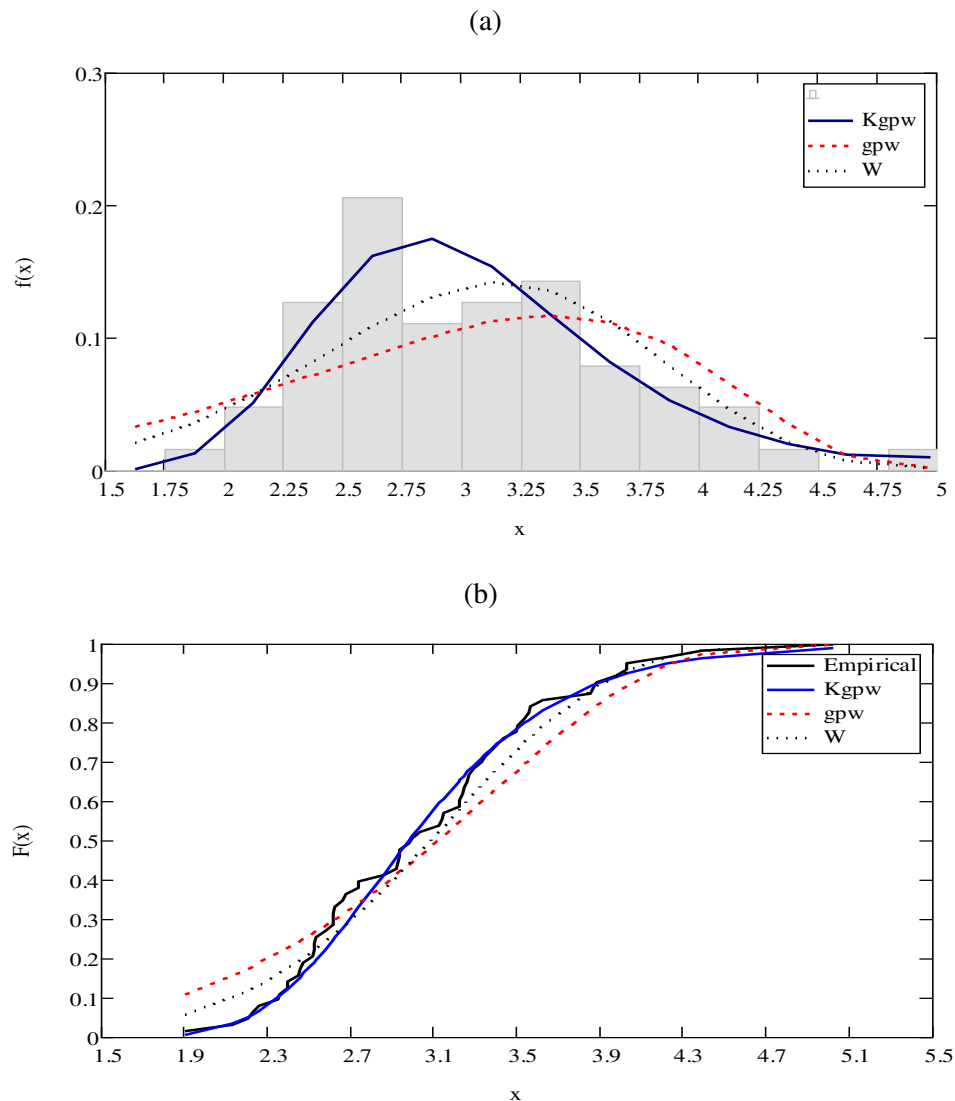 (a)
0.3
0.2
0.1
0
f(x)
Kgpw
gpw
W
1.5 1.75 2 2.25 2.5 2.75 3 3.25 3.5 3.75 4 4.25 4.5 4.75 5
x
(b)
1
0.9
0.8
0.7
0.6
0.5
0.4
0.3
0.2
0.1
0
F(x)
Empirical
Kgpw
gpw
W
1.5 1.9 2.3 2.7 3.1 3.5 3.9 4.3 4.7 5.1 5.5
x